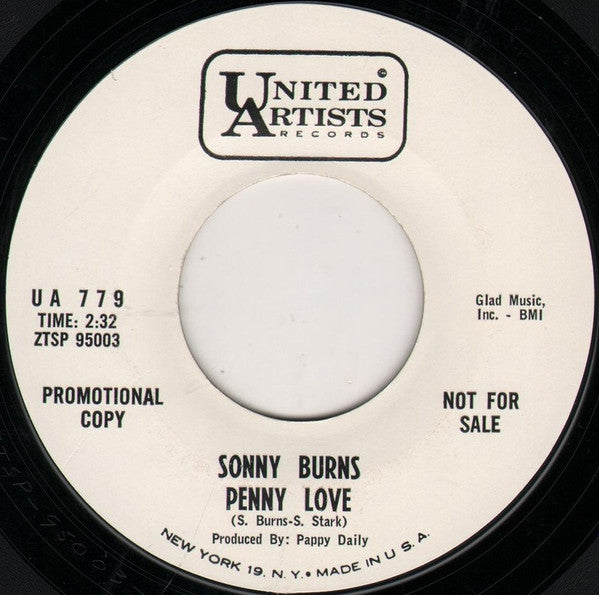 UNITED
ARTISTS
RECORDS
©
UA 779
TIME: 2:32
ZTSP 95003
Glad Music,
Inc. - BMI
PROMOTIONAL
COPY
NOT FOR
SALE
SONNY BURNS
PENNY LOVE
(S. Burns-S. Stark)
Produced By: Pappy Daily
NEW YORK 19, N.Y. • MADE IN U.S.A.